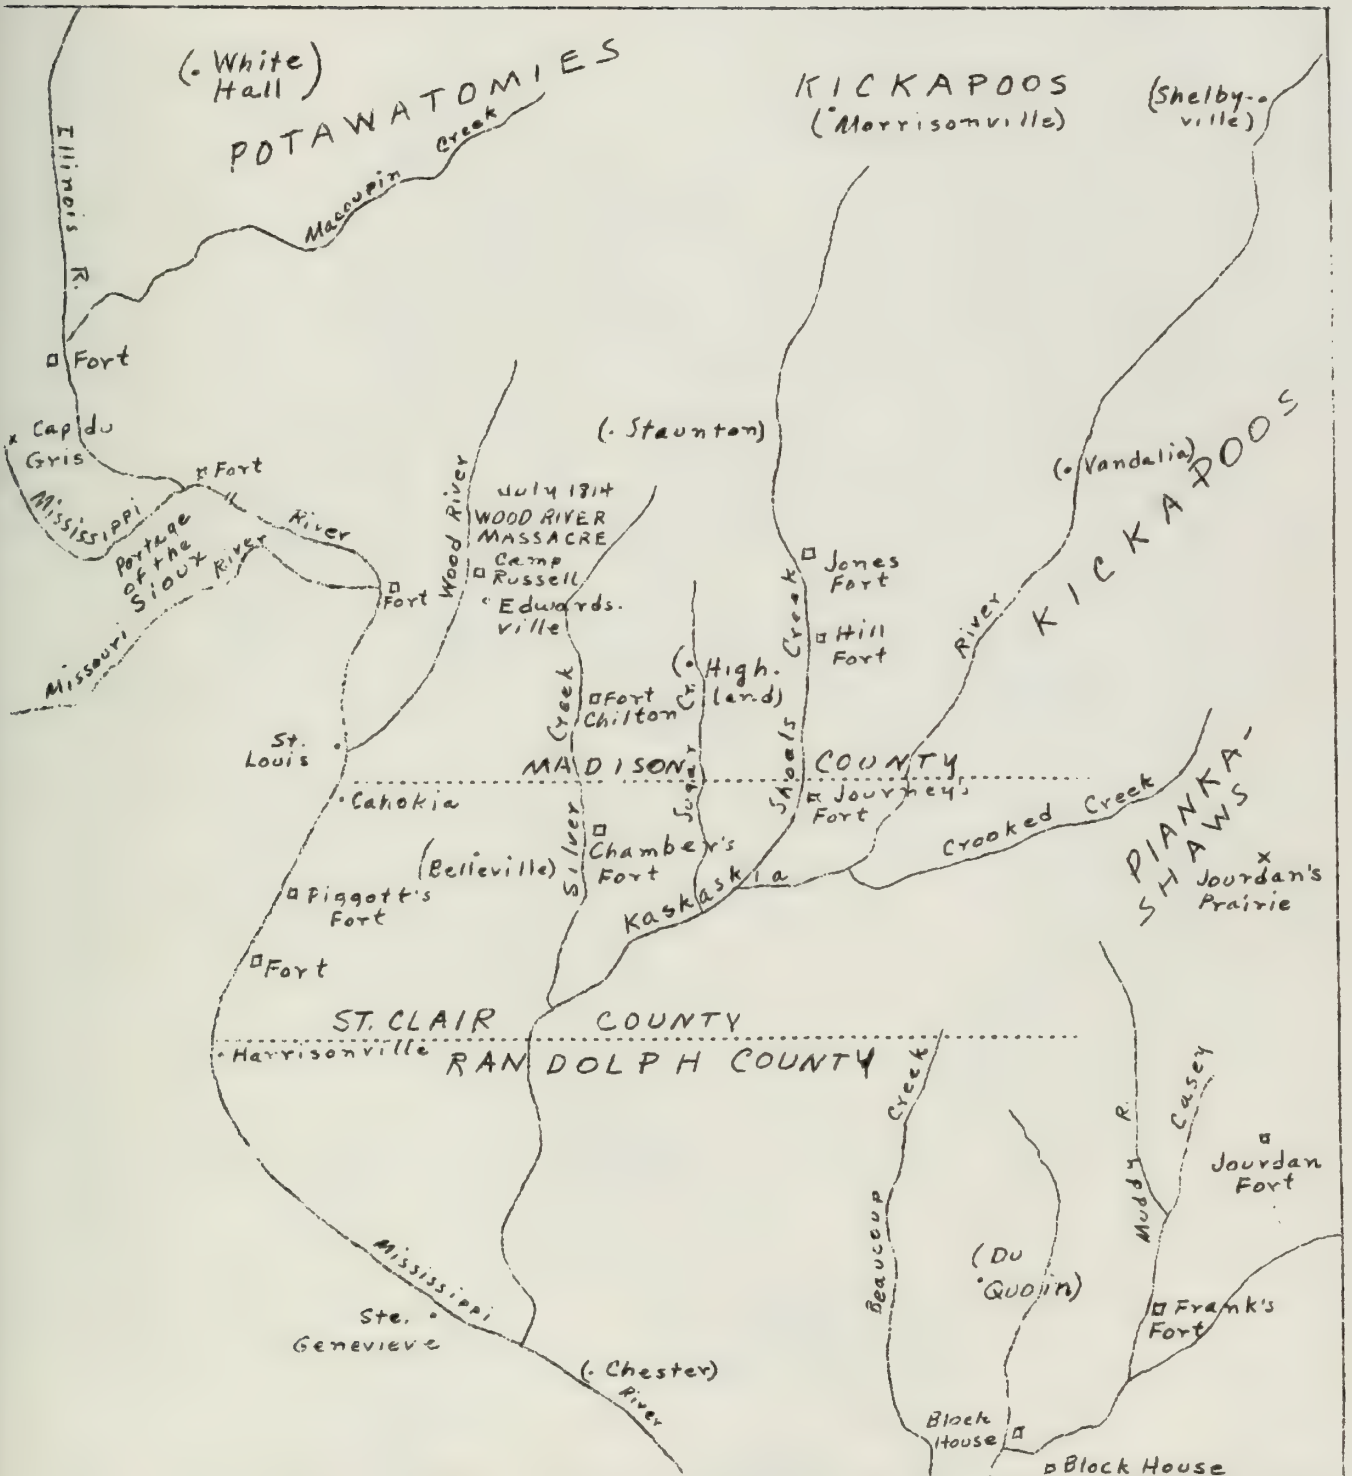 (. White)
Hall
POTAWATOMIES
KICKAPOOS
(. Morrisonville)
(Shelby-.
ville)
Illinois R.
Macoupin Creek
Fort
x Cap du
Gris
(. Staunton)
(. Vandalia)
KICKAPOOS
Fort
Mississippi
River
Portage
of the
Sioux
Missouri River
Fort
Wood River
July 1814
WOOD RIVER
MASSACRE
Camp
Russell
Edwards-
ville
Jones
Fort
Hill
Fort
River
Shoals Creek
(. High-
land)
Sugar Cr.
Fort
Chilton
Silver Creek
St.
Louis
MADISON COUNTY
Cahokia
Journey's
Fort
Crooked Creek
PIANKA-
SHAWS
x
Jourdan's
Prairie
(Belleville)
Chamber's
Fort
Kaskaskia
Piggott's
Fort
Fort
ST. CLAIR COUNTY
Harrisonville
RANDOLPH COUNTY
Beaucoup Creek
Muddy R.
Casey
Jourdan
Fort
(Du
Quoin)
Frank's
Fort
Mississippi
Ste.
Genevieve
(. Chester)
River
Block
House
Block House